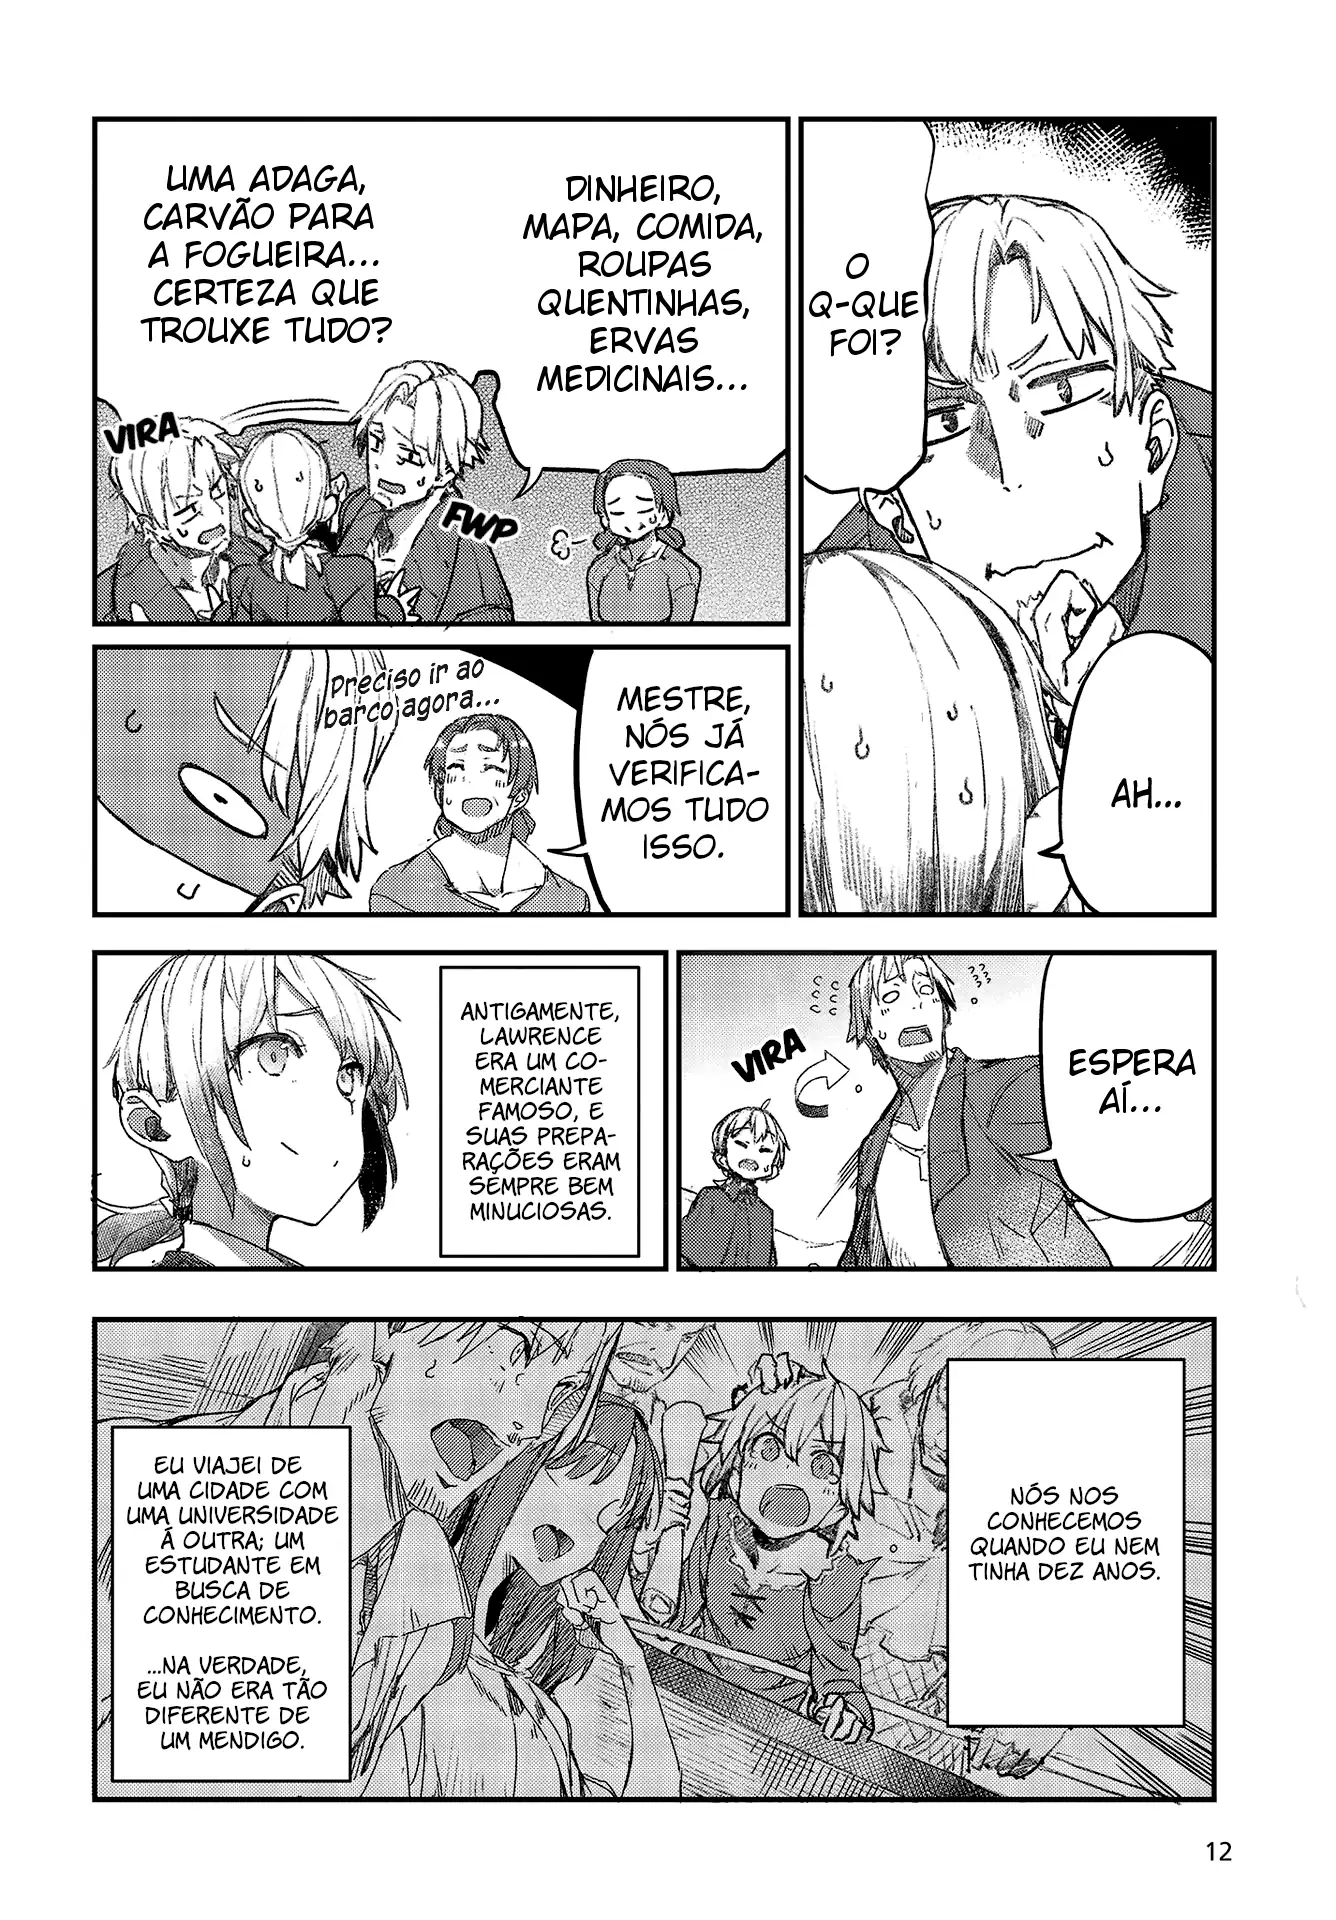 O
Q-QUE
FOI?
AH...
DINHEIRO,
MAPA, COMIDA,
ROUPAS
QUENTINHAS,
ERVAS
MEDICINAIS...
UMA ADAGA,
CARVÃO PARA
A FOGUEIRA...
CERTEZA QUE
TROUXE TUDO?
FWP
VIRA
MESTRE,
NÓS JÁ
VERIFICA-
MOS TUDO
ISSO.
Preciso ir ao
barco agora...
ESPERA
AÍ...
VIRA
ANTIGAMENTE,
LAWRENCE
ERA UM CO-
MERCIANTE
FAMOSO, E
SUAS PREPA-
RAÇÕES ERAM
SEMPRE BEM
MINUCIOSAS.
NÓS NOS
CONHECEMOS
QUANDO EU NEM
TINHA DEZ ANOS.
EU VIAJEI DE
UMA CIDADE COM
UMA UNIVERSIDADE
Á OUTRA; UM
ESTUDANTE EM
BUSCA DE
CONHECIMENTO.
...NA VERDADE,
EU NÃO ERA TÃO
DIFERENTE DE
UM MENDIGO.
12